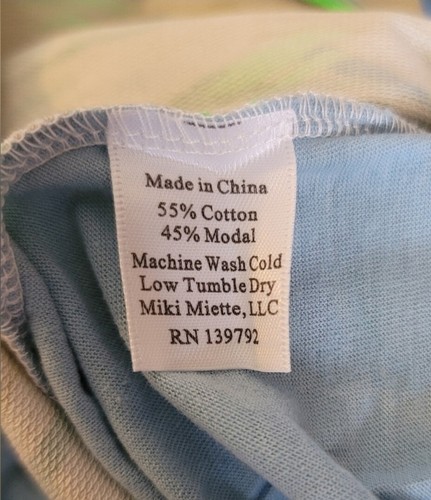 Made in China
55% Cotton
45% Modal
Machine Wash Cold
Low Tumble Dry
Miki Miette, LLC
RN 139792